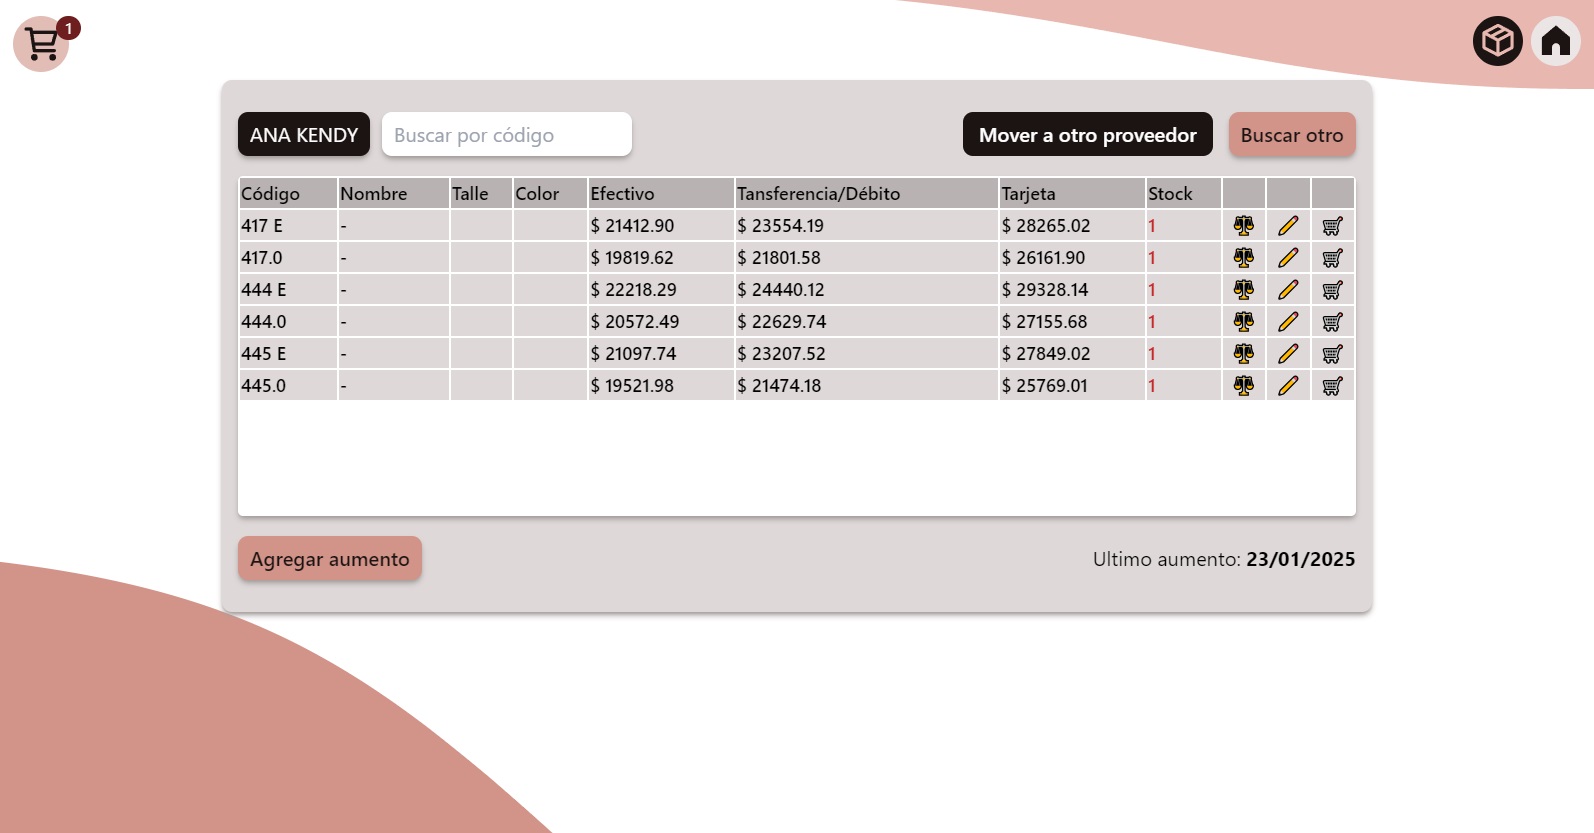 1
ANA KENDY Buscar por código Mover a otro proveedor Buscar otro
Código Nombre Talle Color Efectivo Tansferencia/Débito Tarjeta Stock
417 E - $ 21412.90 $ 23554.19 $ 28265.02 1
417.0 - $ 19819.62 $ 21801.58 $ 26161.90 1
444 E - $ 22218.29 $ 24440.12 $ 29328.14 1
444.0 - $ 20572.49 $ 22629.74 $ 27155.68 1
445 E - $ 21097.74 $ 23207.52 $ 27849.02 1
445.0 - $ 19521.98 $ 21474.18 $ 25769.01 1
Agregar aumento Ultimo aumento: 23/01/2025